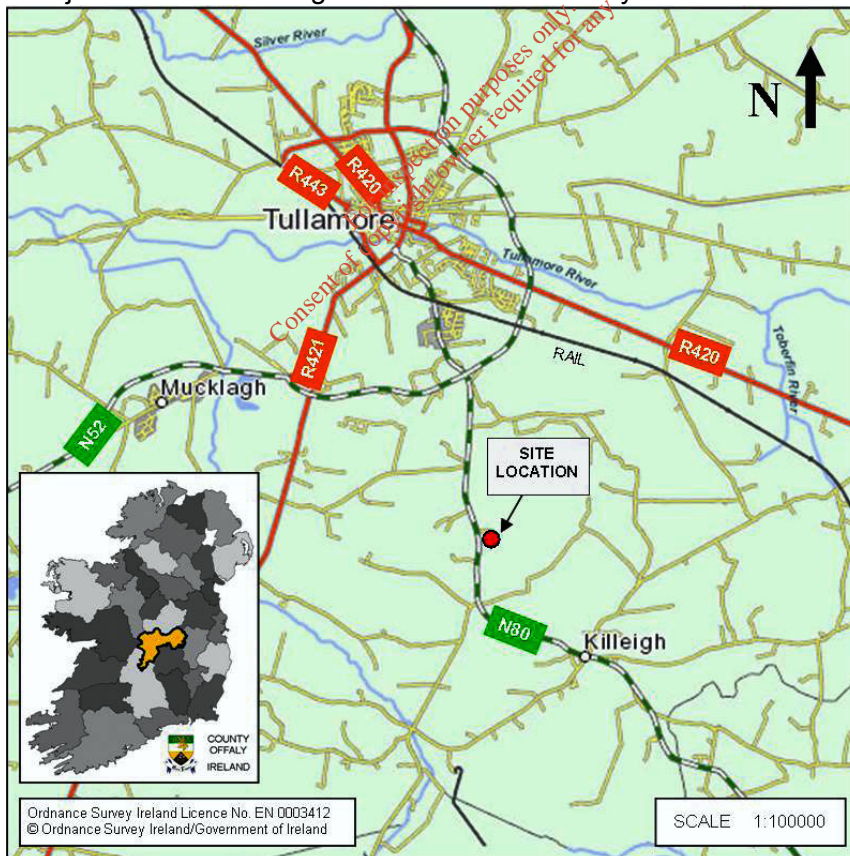 Silver River
Consent of copyright owner required for any
inspection purposes only.
N
R443
R420
Tullamore
Tullamore River
R421
RAIL
R420
Toberfin River
Mucklagh
N52
SITE
LOCATION
N80
Killeigh
COUNTY
OFFALY
IRELAND
Ordnance Survey Ireland Licence No. EN 0003412
© Ordnance Survey Ireland/Government of Ireland
SCALE 1:100000